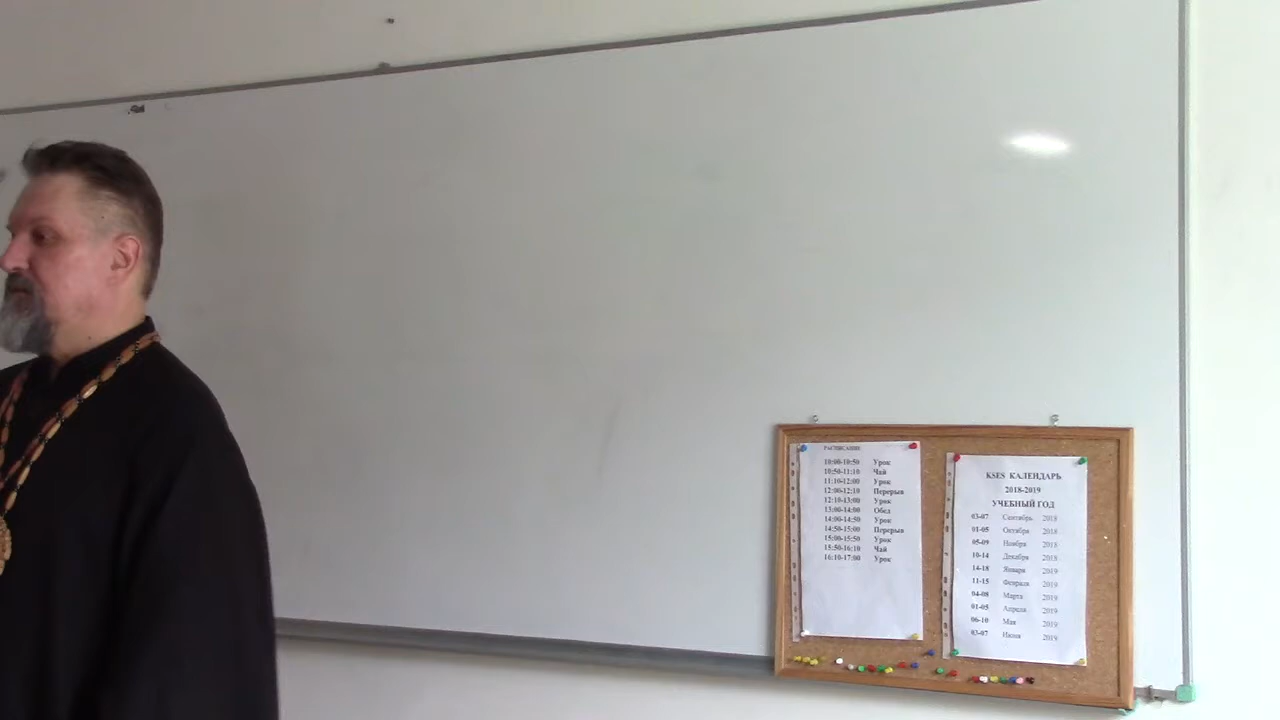 РАСПИСАНИЕ
10:00-10:50 Урок
10:50-11:10 Чай
11:10-12:00 Урок
12:00-12:10 Перерыв
12:10-13:00 Урок
13:00-14:00 Обед
14:00-14:50 Урок
14:50-15:00 Перерыв
15:00-15:50 Урок
15:50-16:10 Чай
16:10-17:00 Урок
KSES КАЛЕНДАРЬ
2018-2019
УЧЕБНЫЙ ГОД
03-07 Сентябрь 2018
01-05 Октября 2018
05-09 Ноября 2018
10-14 Декабря 2018
14-18 Января 2019
11-15 Февраля 2019
04-08 Марта 2019
01-05 Апреля 2019
06-10 Мая 2019
03-07 Июня 2019